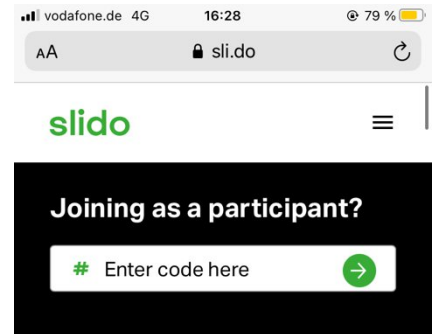 vodafone.de 4G 16:28 79 %
AA sli.do
slido
Joining as a participant?
# Enter code here